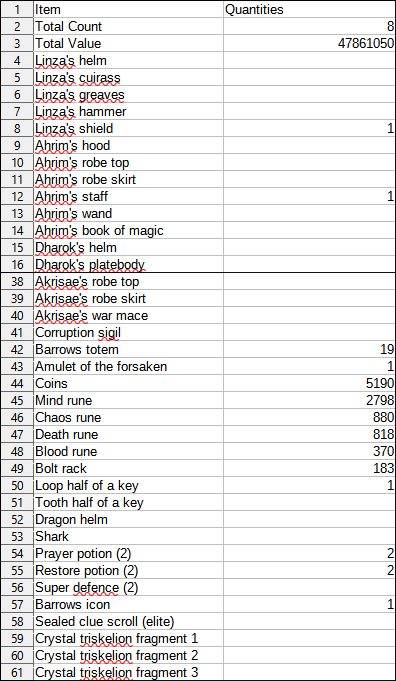 1 Item Quantities
2 Total Count 8
3 Total Value 47861050
4 Linza's helm
5 Linza's cuirass
6 Linza's greaves
7 Linza's hammer
8 Linza's shield 1
9 Ahrim's hood
10 Ahrim's robe top
11 Ahrim's robe skirt
12 Ahrim's staff 1
13 Ahrim's wand
14 Ahrim's book of magic
15 Dharok's helm
16 Dharok's platebody
38 Akrisae's robe top
39 Akrisae's robe skirt
40 Akrisae's war mace
41 Corruption sigil
42 Barrows totem 19
43 Amulet of the forsaken 1
44 Coins 5190
45 Mind rune 2798
46 Chaos rune 880
47 Death rune 818
48 Blood rune 370
49 Bolt rack 183
50 Loop half of a key 1
51 Tooth half of a key
52 Dragon helm
53 Shark
54 Prayer potion (2) 2
55 Restore potion (2) 2
56 Super defence (2)
57 Barrows icon 1
58 Sealed clue scroll (elite)
59 Crystal triskelion fragment 1
60 Crystal triskelion fragment 2
61 Crystal triskelion fragment 3